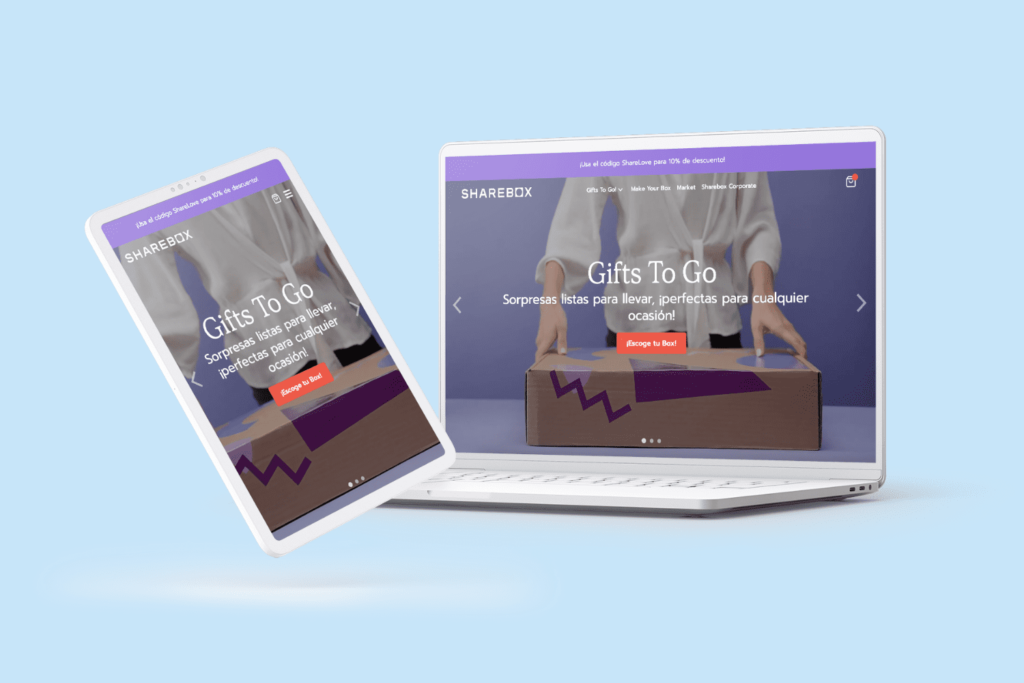 ¡Usa el código ShareLove para 10% de descuento!
SHAREBOX
Gifts To Go
Sorpresas listas para llevar,
¡perfectas para cualquier
ocasión!
¡Escoge tu Box!
¡Usa el código ShareLove para 10% de descuento!
SHAREBOX
Gifts To Go! Make Your Box Market Sharebox Corporate
Gifts To Go
Sorpresas listas para llevar, ¡perfectas para cualquier
ocasión!
¡Escoge tu Box!